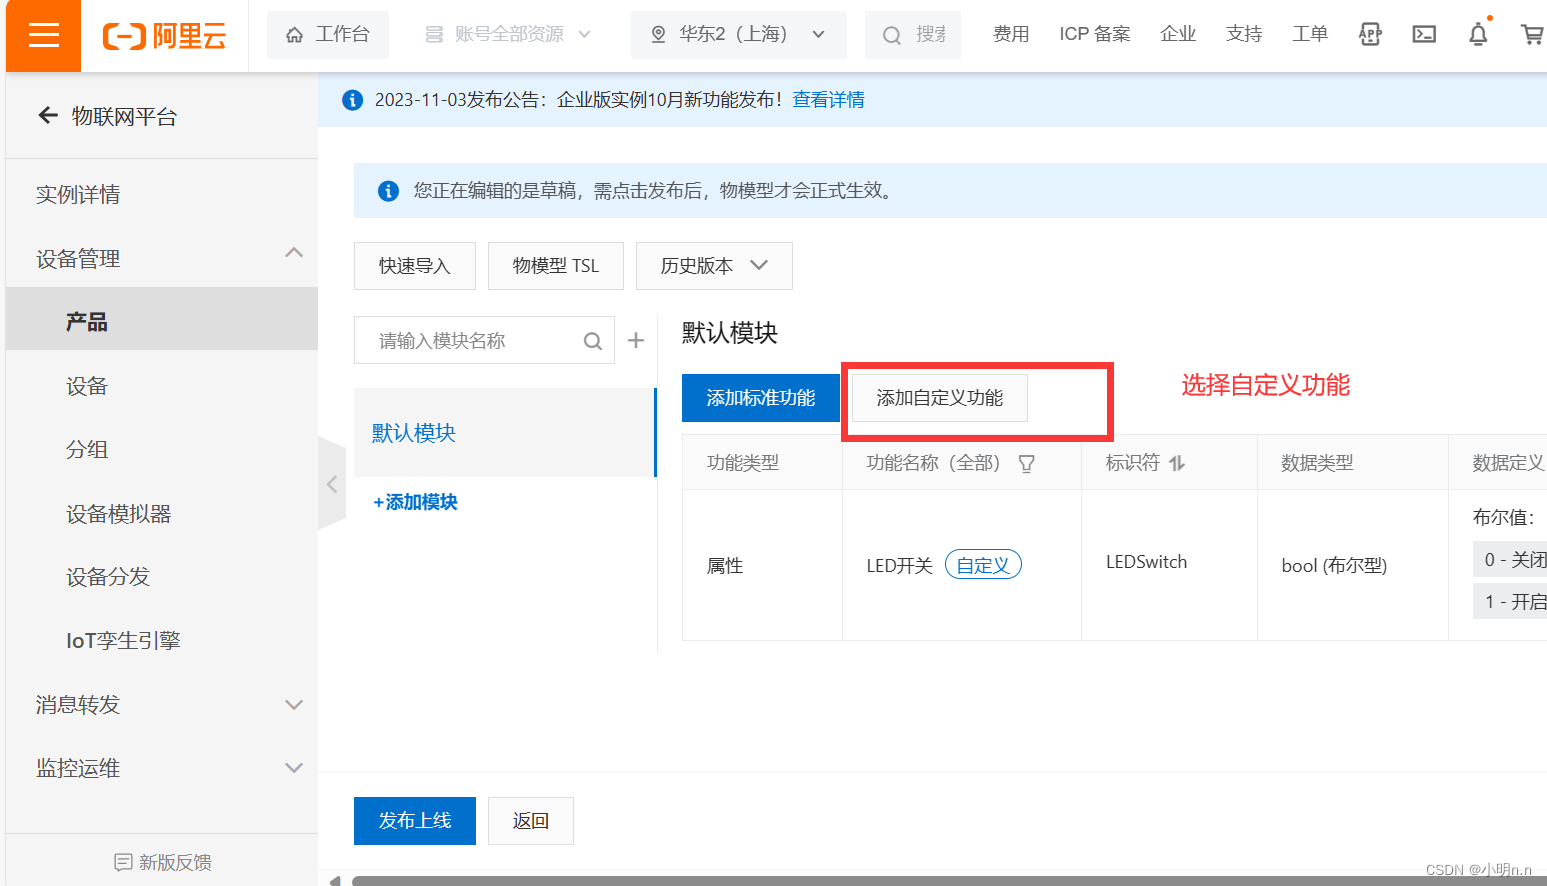 阿里云
工作台
账号全部资源
华东2（上海）
搜索
费用
ICP 备案
企业
支持
工单
APP
物联网平台
2023-11-03发布公告：企业版实例10月新功能发布！查看详情
您正在编辑的是草稿，需点击发布后，物模型才会正式生效。
实例详情
设备管理
产品
设备
分组
设备模拟器
设备分发
IoT孪生引擎
消息转发
监控运维
新版反馈
快速导入
物模型 TSL
历史版本
请输入模块名称
默认模块
+添加模块
默认模块
添加标准功能
添加自定义功能
选择自定义功能
功能类型
功能名称（全部）
标识符
数据类型
数据定义
属性
LED开关 自定义
LEDSwitch
bool (布尔型)
布尔值：
0 - 关闭
1 - 开启
发布上线
返回
CSDN @小明n.n